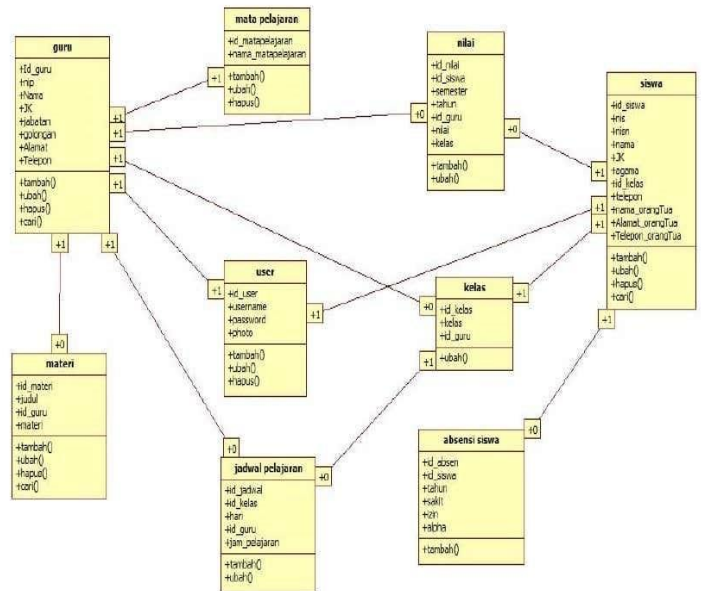 mata pelajaran
+id_matapelajaran
+nama_matapelajaran
+tambah()
+ubah()
+hapus()
guru
+Id_guru
+nip
+Nama
+JK
+jabatan
+golongan
+Alamat
+Telepon
+tambah()
+ubah()
+hapus()
+cari()
nilai
+id_nilai
+id_siswa
+semester
+tahun
+id_guru
+nilai
+kelas
+tambah()
+ubah()
siswa
+id_siswa
+nis
+nisn
+nama
+JK
+agama
+id_kelas
+telepon
+nama_orangTua
+Alamat_orangTua
+Telepon_orangTua
+tambah()
+ubah()
+hapus()
+cari()
+1
+1
+1
+0
+0
+1
+1
+1
+1
+1
+1
+1
user
+id_user
+username
+password
+photo
+tambah()
+ubah()
+hapus()
+1
+1
+0
+1
kelas
+id_kelas
+kelas
+id_guru
+ubah()
+1
+1
+0
materi
+id_materi
+judul
+id_guru
+materi
+tambah()
+ubah()
+hapus()
+cari()
+0
+0
+0
jadwal pelajaran
+id_jadwal
+id_kelas
+hari
+id_guru
+jam_pelajaran
+tambah()
+ubah()
absensi siswa
+id_absen
+id_siswa
+tahun
+sakit
+izin
+alpha
+tambah()